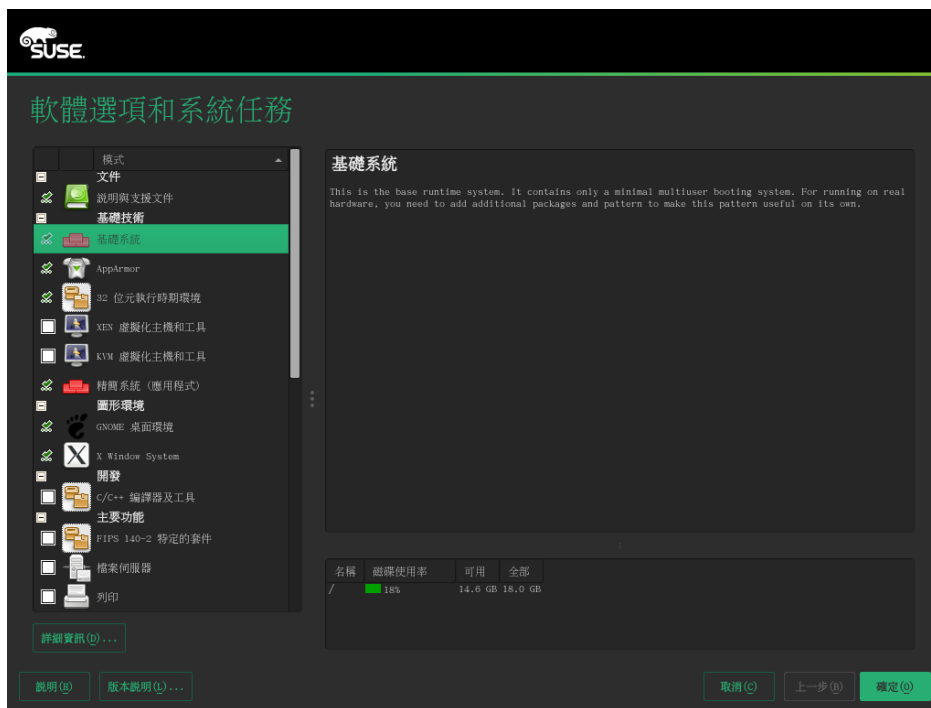 SUSE.
軟體選項和系統任務
模式
文件
說明與支援文件
基礎技術
基礎系統
AppArmor
32 位元執行時期環境
XEN 虛擬化主機和工具
KVM 虛擬化主機和工具
精簡系統 (應用程式)
圖形環境
GNOME 桌面環境
X Window System
開發
C/C++ 編譯器及工具
主要功能
FIPS 140-2 特定的套件
檔案伺服器
列印
詳細資訊(D)...
基礎系統
This is the base runtime system. It contains only a minimal multiuser booting system. For running on real
hardware, you need to add additional packages and pattern to make this pattern useful on its own.
名稱 磁碟使用率 可用 全部
/ 18% 14.6 GB 18.0 GB
說明(H) 版本說明(L)... 取消(C) 上一步(B) 確定(O)